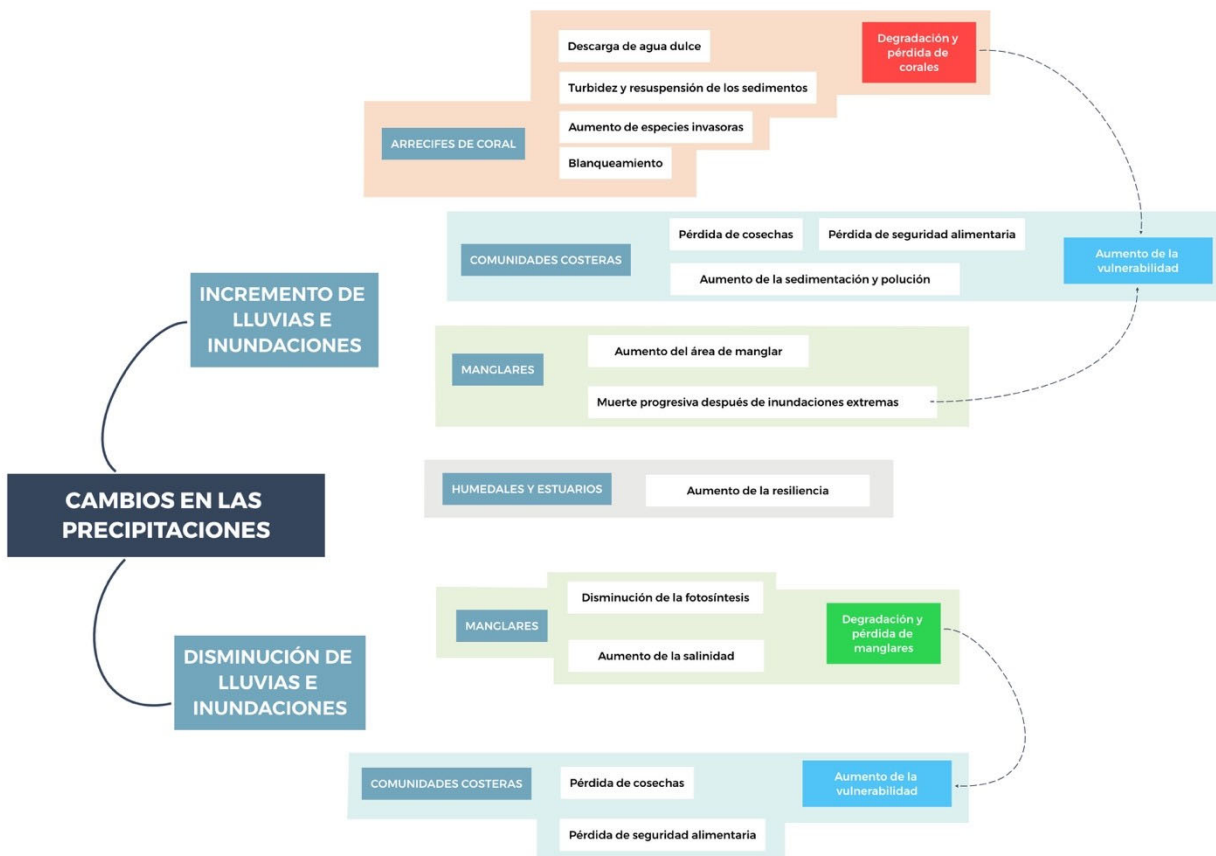 CAMBIOS EN LAS
PRECIPITACIONES
INCREMENTO DE
LLUVIAS E
INUNDACIONES
ARRECIFES DE CORAL
Descarga de agua dulce
Turbidez y resuspensión de los sedimentos
Aumento de especies invasoras
Blanqueamiento
Degradación y
pérdida de
corales
COMUNIDADES COSTERAS
Pérdida de cosechas
Pérdida de seguridad alimentaria
Aumento de la sedimentación y polución
Aumento de la
vulnerabilidad
MANGLARES
Aumento del área de manglar
Muerte progresiva después de inundaciones extremas
HUMEDALES Y ESTUARIOS
Aumento de la resiliencia
DISMINUCIÓN DE
LLUVIAS E
INUNDACIONES
MANGLARES
Disminución de la fotosíntesis
Aumento de la salinidad
Degradación y
pérdida de
manglares
COMUNIDADES COSTERAS
Pérdida de cosechas
Pérdida de seguridad alimentaria
Aumento de la
vulnerabilidad